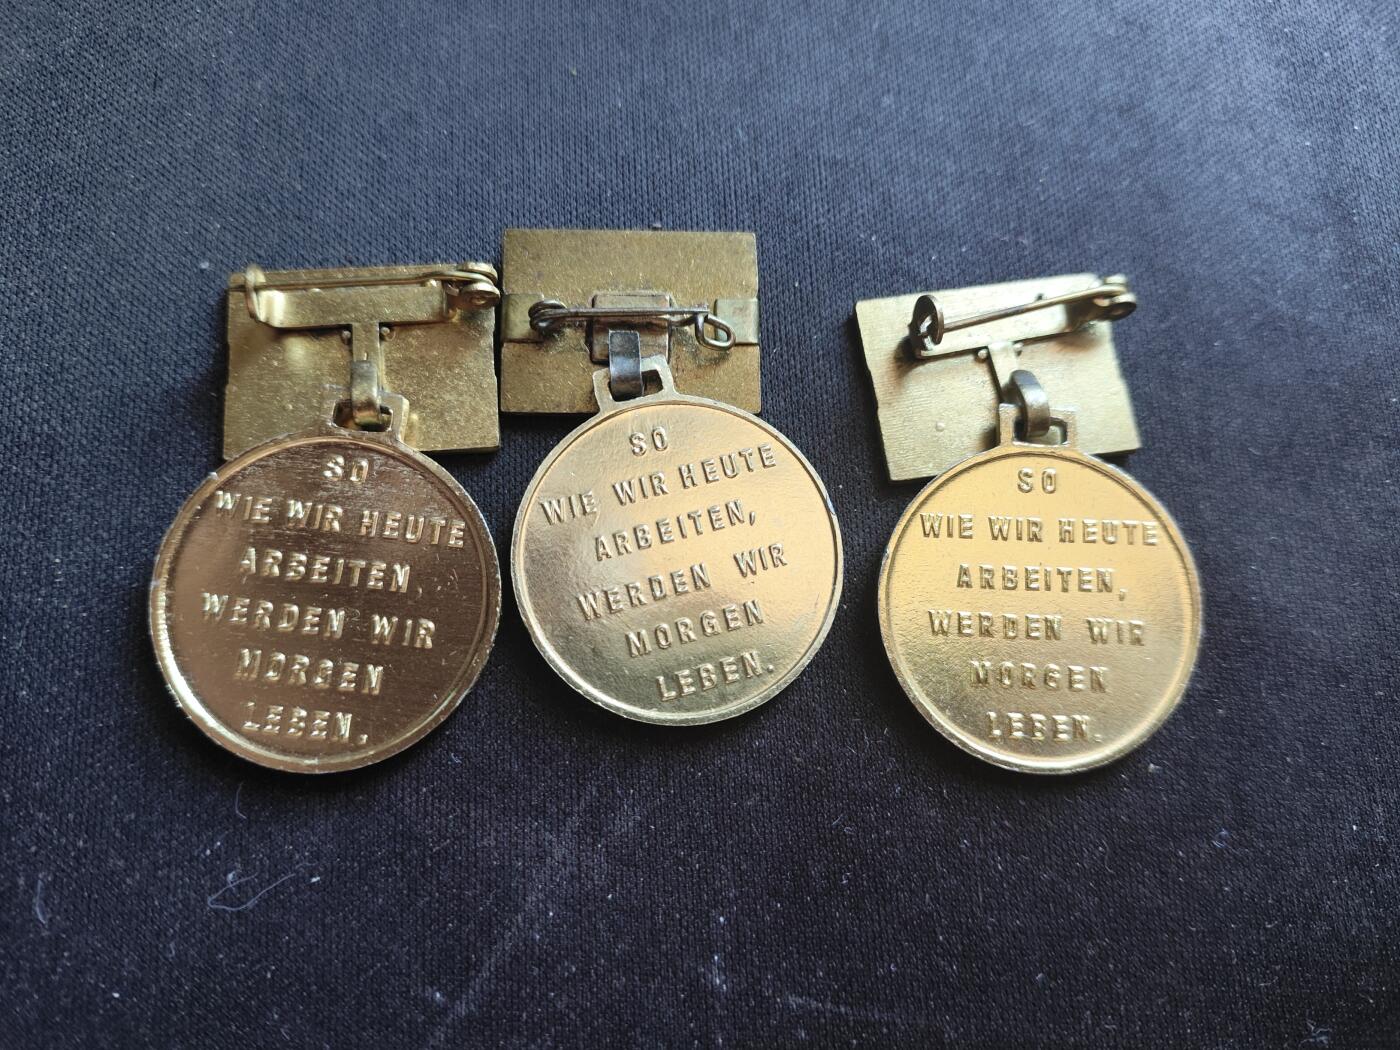 SO
WIE WIR HEUTE
ARBEITEN,
WERDEN WIR
MORGEN
LEBEN.
SO
WIE WIR HEUTE
ARBEITEN,
WERDEN WIR
MORGEN
LEBEN.
SO
WIE WIR HEUTE
ARBEITEN,
WERDEN WIR
MORGEN
LEBEN.